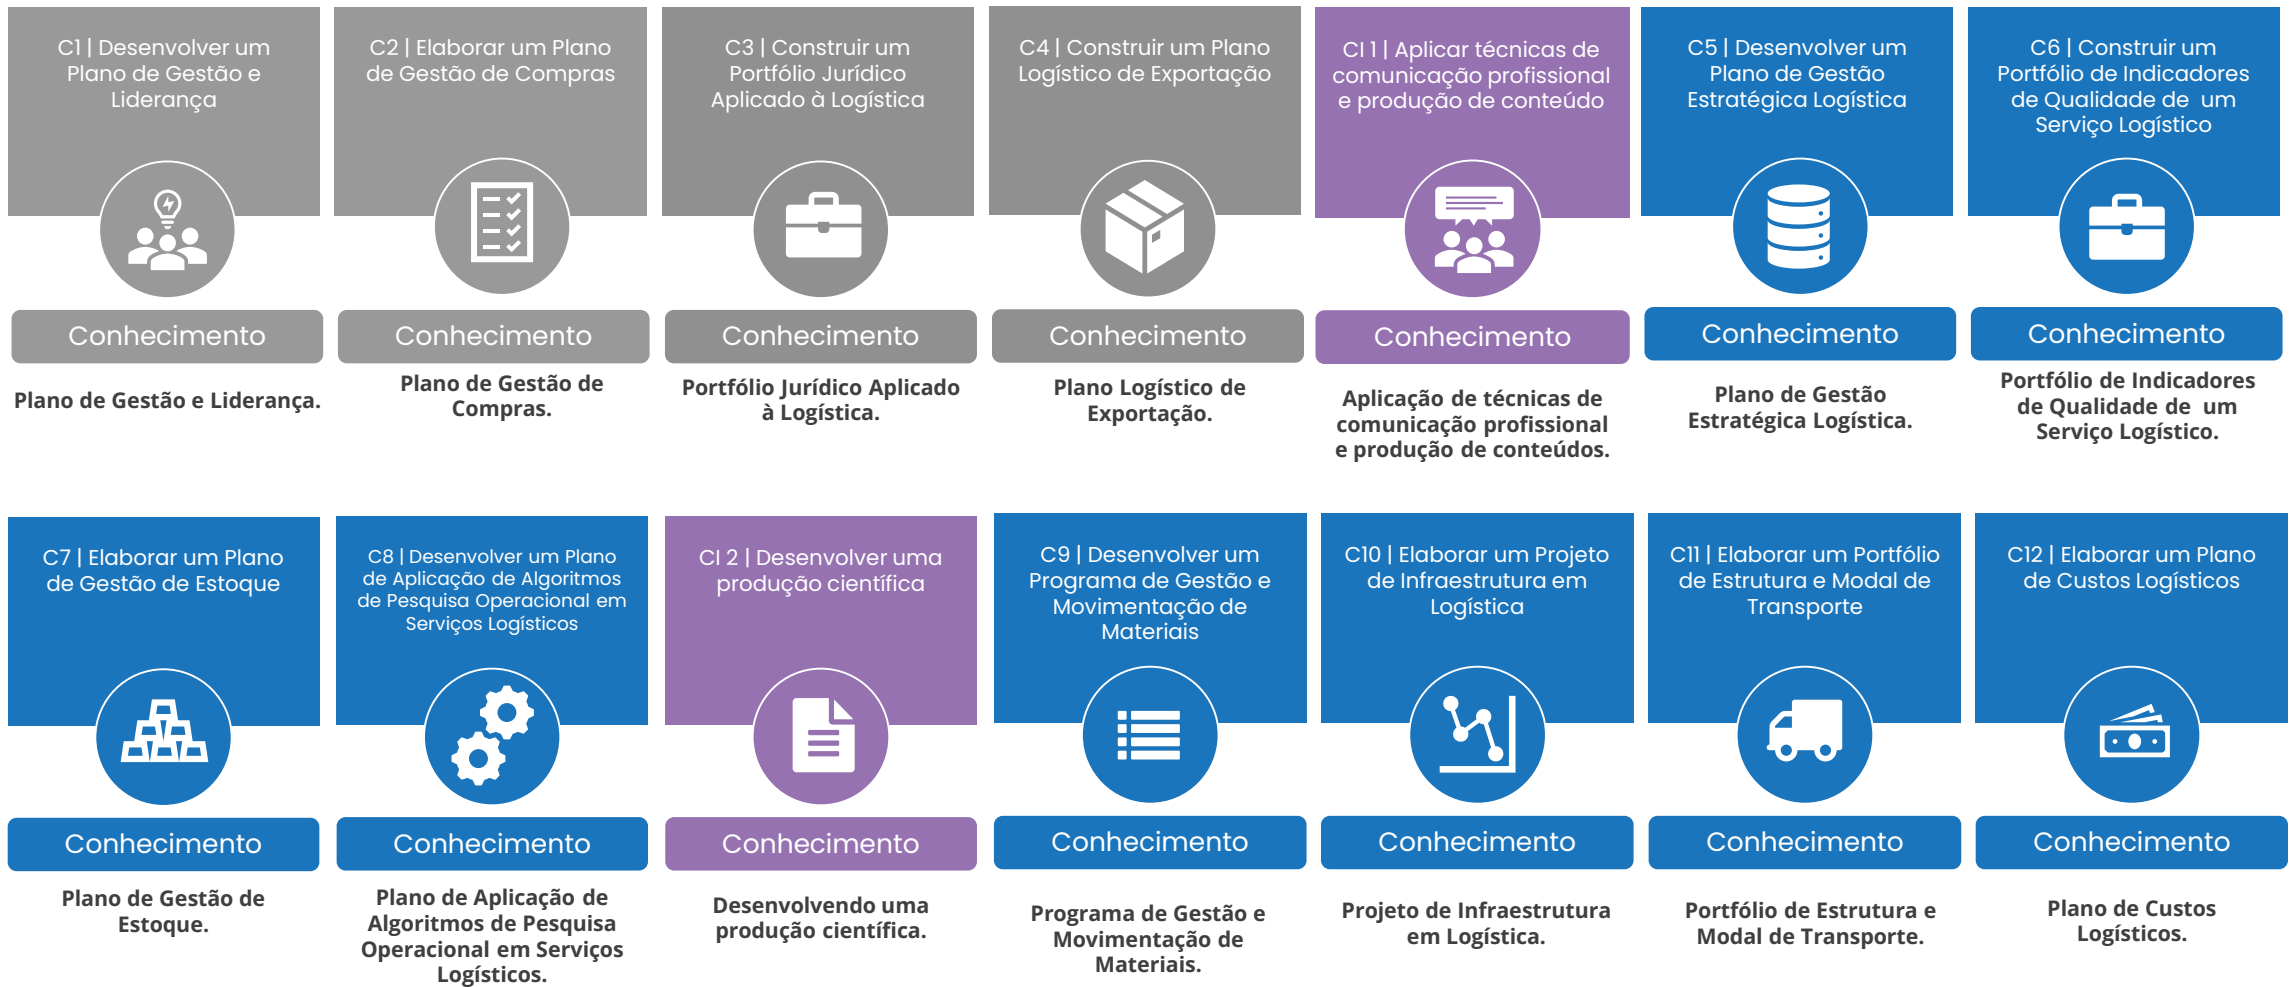 C1 | Desenvolver um
Plano de Gestão e
Liderança
Conhecimento
Plano de Gestão e Liderança.
C2 | Elaborar um Plano
de Gestão de Compras
Conhecimento
Plano de Gestão de
Compras.
C3 | Construir um
Portfólio Jurídico
Aplicado à Logística
Conhecimento
Portfólio Jurídico Aplicado
à Logística.
C4 | Construir um Plano
Logístico de Exportação
Conhecimento
Plano Logístico de
Exportação.
CI 1 | Aplicar técnicas de
comunicação profissional
e produção de conteúdo
Conhecimento
Aplicação de técnicas de
comunicação profissional
e produção de conteúdos.
C5 | Desenvolver um
Plano de Gestão
Estratégica Logística
Conhecimento
Plano de Gestão
Estratégica Logística.
C6 | Construir um
Portfólio de Indicadores
de Qualidade de um
Serviço Logístico
Conhecimento
Portfólio de Indicadores
de Qualidade de um
Serviço Logístico.
C7 | Elaborar um Plano
de Gestão de Estoque
Conhecimento
Plano de Gestão de
Estoque.
C8 | Desenvolver um Plano
de Aplicação de Algoritmos
de Pesquisa Operacional em
Serviços Logísticos
Conhecimento
Plano de Aplicação de
Algoritmos de Pesquisa
Operacional em Serviços
Logísticos.
CI 2 | Desenvolver uma
produção científica
Conhecimento
Desenvolvendo uma
produção científica.
C9 | Desenvolver um
Programa de Gestão e
Movimentação de
Materiais
Conhecimento
Programa de Gestão e
Movimentação de
Materiais.
C10 | Elaborar um Projeto
de Infraestrutura em
Logística
Conhecimento
Projeto de Infraestrutura
em Logística.
C11 | Elaborar um Portfólio
de Estrutura e Modal de
Transporte
Conhecimento
Portfólio de Estrutura e
Modal de Transporte.
C12 | Elaborar um Plano
de Custos Logísticos
Conhecimento
Plano de Custos
Logísticos.